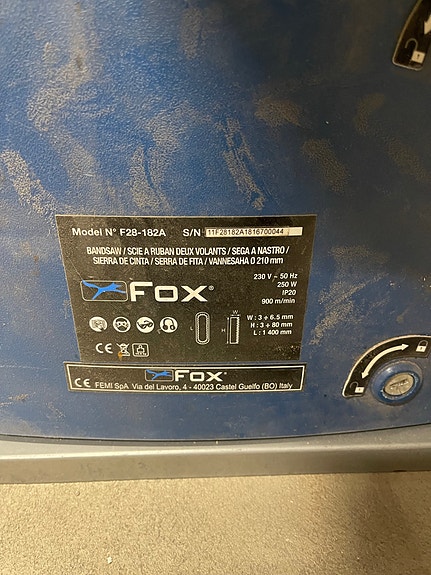 Model N° F28-182A S/N: 11F28182A1816700044
BANDSAW / SCIE A RUBAN DEUX VOLANTS / SEGA A NASTRO /
SIERRA DE CINTA / SERRA DE FITA / VANNESAHA O 210 mm
FOX®
230 V ~ 50 Hz
250 W
IP20
900 m/min
L
H
W
W : 3 ÷ 6.5 mm
H : 3 ÷ 80 mm
L : 1 400 mm
CE
FOX®
CE FEMI SpA Via del Lavoro, 4 - 40023 Castel Guelfo (BO) Italy